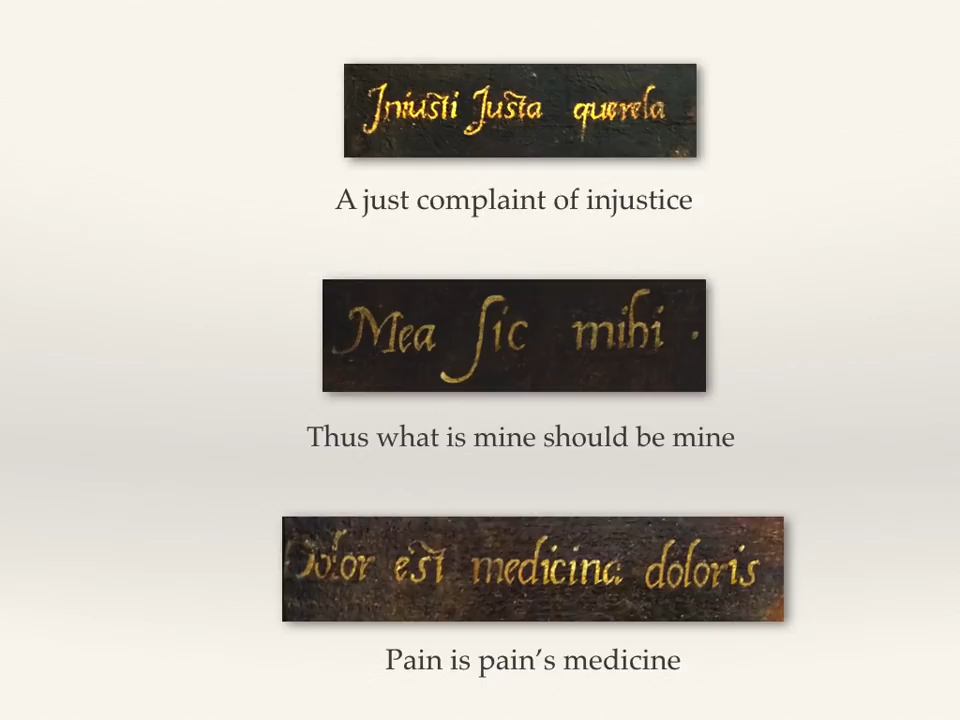 Iniusti Justa querela
A just complaint of injustice
Mea sic mihi .
Thus what is mine should be mine
Dolor est medicina doloris
Pain is pain’s medicine